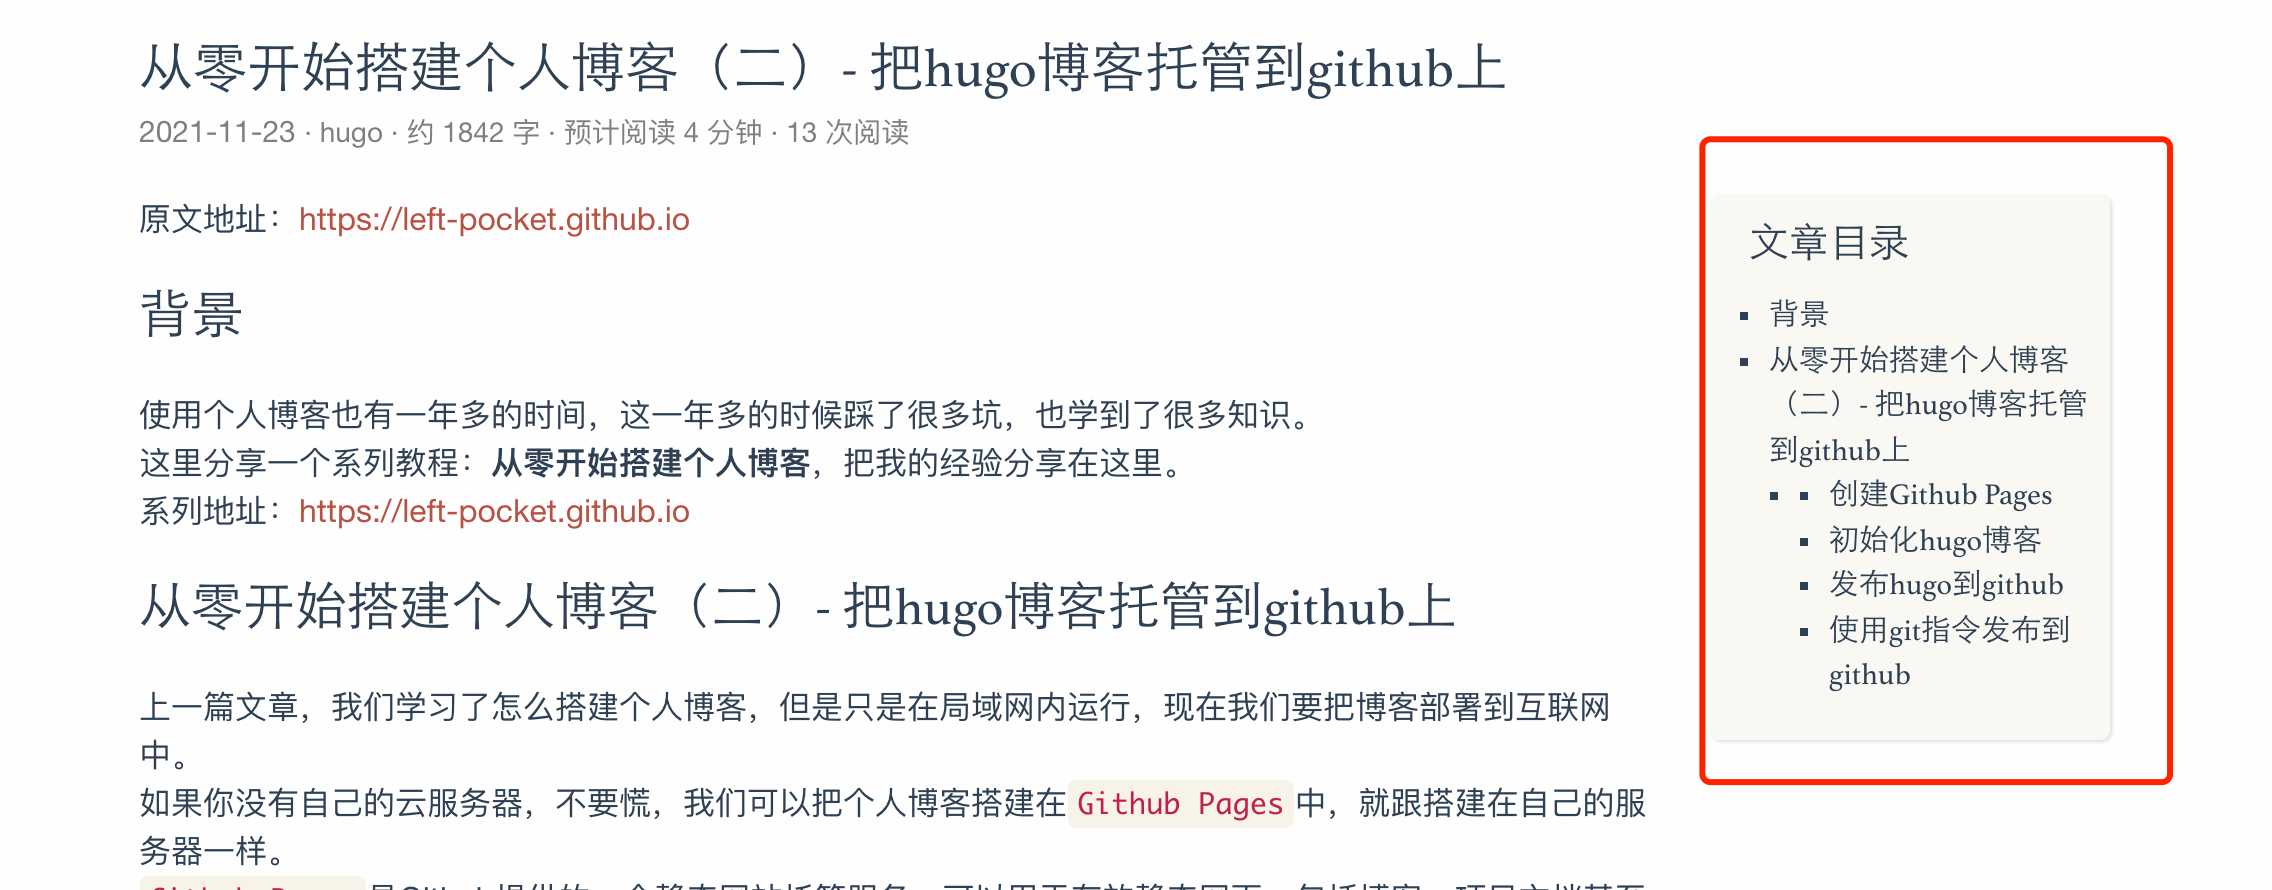 从零开始搭建个人博客（二）- 把hugo博客托管到github上
2021-11-23 · hugo · 约 1842 字 · 预计阅读 4 分钟 · 13 次阅读
原文地址：https://left-pocket.github.io
背景
使用个人博客也有一年多的时间，这一年多的时候踩了很多坑，也学到了很多知识。
这里分享一个系列教程：从零开始搭建个人博客，把我的经验分享在这里。
系列地址：https://left-pocket.github.io
从零开始搭建个人博客（二）- 把hugo博客托管到github上
上一篇文章，我们学习了怎么搭建个人博客，但是只是在局域网内运行，现在我们要把博客部署到互联网
中。
如果你没有自己的云服务器，不要慌，我们可以把个人博客搭建在Github Pages中，就跟搭建在自己的服
务器一样。
文章目录
背景
从零开始搭建个人博客
（二）- 把hugo博客托管
到github上
创建Github Pages
初始化hugo博客
发布hugo到github
使用git指令发布到
github